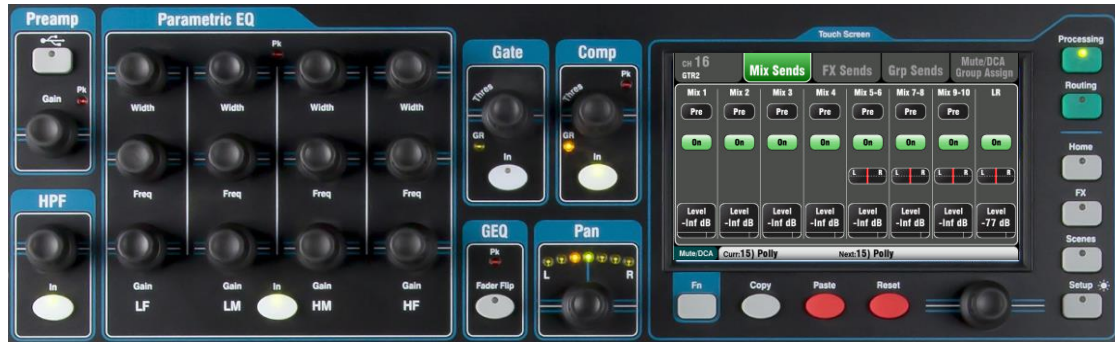 Preamp
Gain
Pk
HPF
In
Parametric EQ
Pk
Width
Width
Width
Width
Freq
Freq
Freq
Freq
Gain
Gain
In
Gain
Gain
LF
LM
HM
HF
Gate
Thres
GR
In
Comp
Pk
Thres
GR
In
GEQ
Pk
Fader Flip
Pan
L
R
Touch Screen
CH 16
GTR2
Mix Sends
FX Sends
Grp Sends
Mute/DCA
Group Assign
Mix 1 Mix 2 Mix 3 Mix 4 Mix 5-6 Mix 7-8 Mix 9-10 LR
Pre Pre Pre Pre Pre Pre Pre
On On On On On On On On
L R L R L R L R
Level Level Level Level Level Level Level Level
-Inf dB -Inf dB -Inf dB -Inf dB -Inf dB -Inf dB -Inf dB -77 dB
Mute/DCA Curr:15) Polly Next:15) Polly
Fn
Copy
Paste
Reset
Processing
Routing
Home
FX
Scenes
Setup